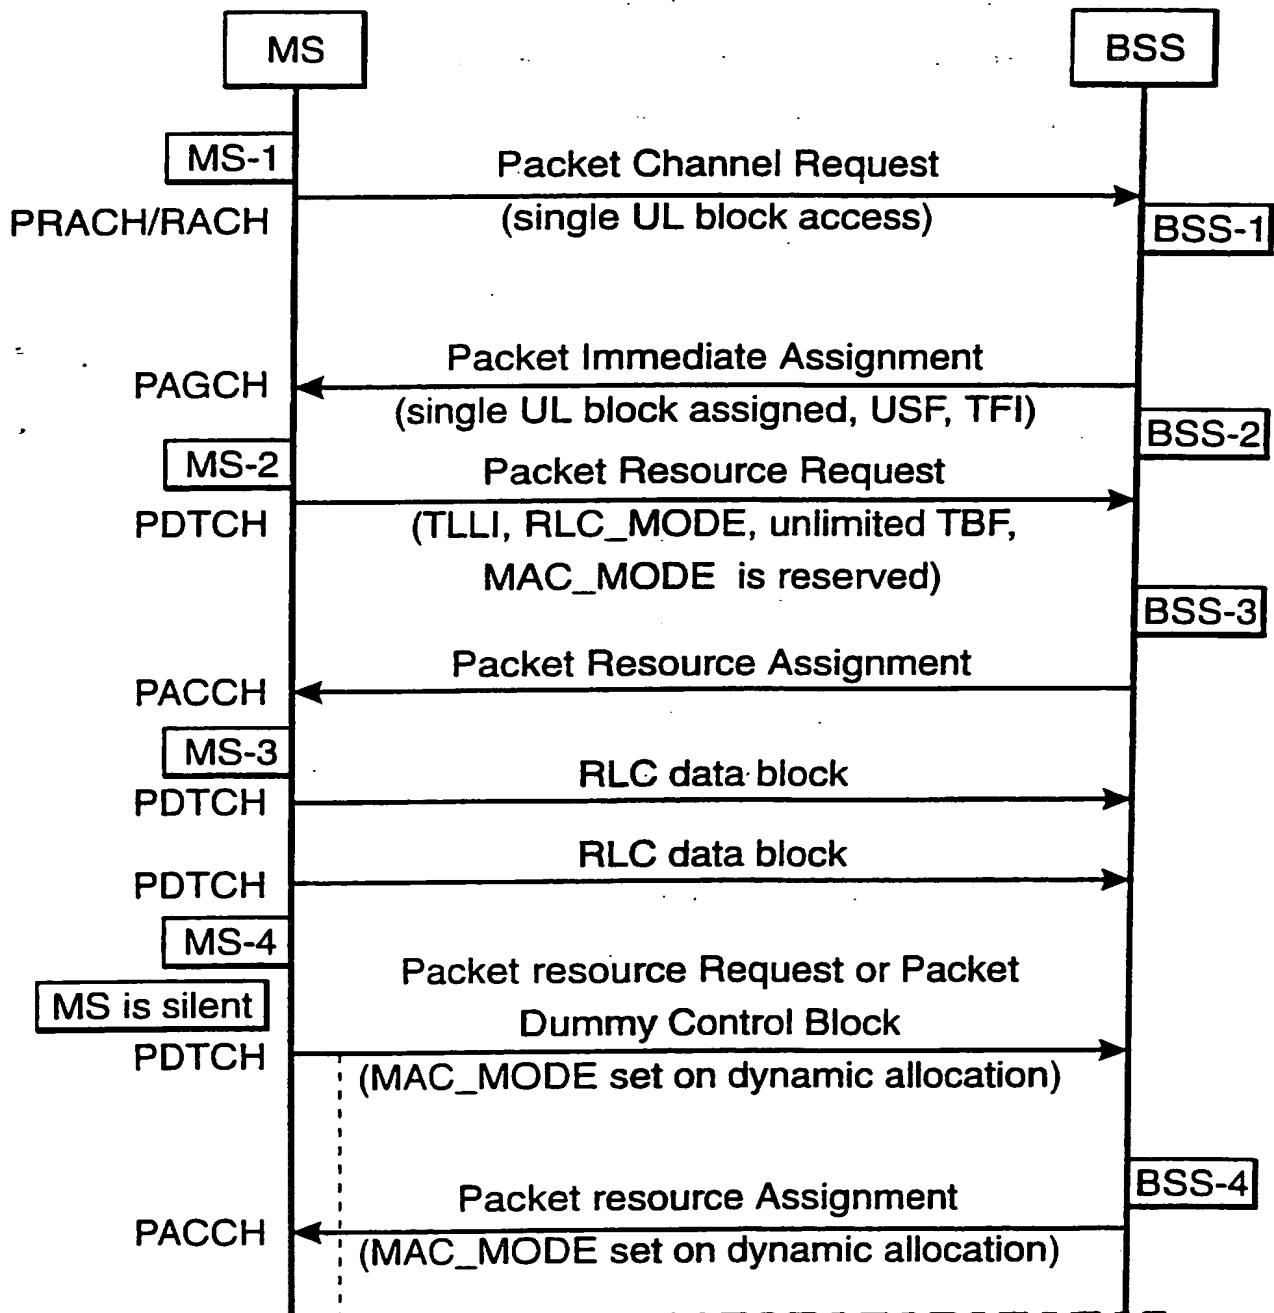 MS
BSS
MS-1
Packet Channel Request
PRACH/RACH
(single UL block access)
BSS-1
Packet Immediate Assignment
PAGCH
(single UL block assigned, USF, TFI)
BSS-2
MS-2
Packet Resource Request
PDTCH
(TLLI, RLC_MODE, unlimited TBF,
MAC_MODE is reserved)
BSS-3
Packet Resource Assignment
PACCH
MS-3
RLC data block
PDTCH
RLC data block
PDTCH
MS-4
Packet resource Request or Packet
MS is silent
Dummy Control Block
PDTCH
(MAC_MODE set on dynamic allocation)
BSS-4
Packet resource Assignment
PACCH
(MAC_MODE set on dynamic allocation)